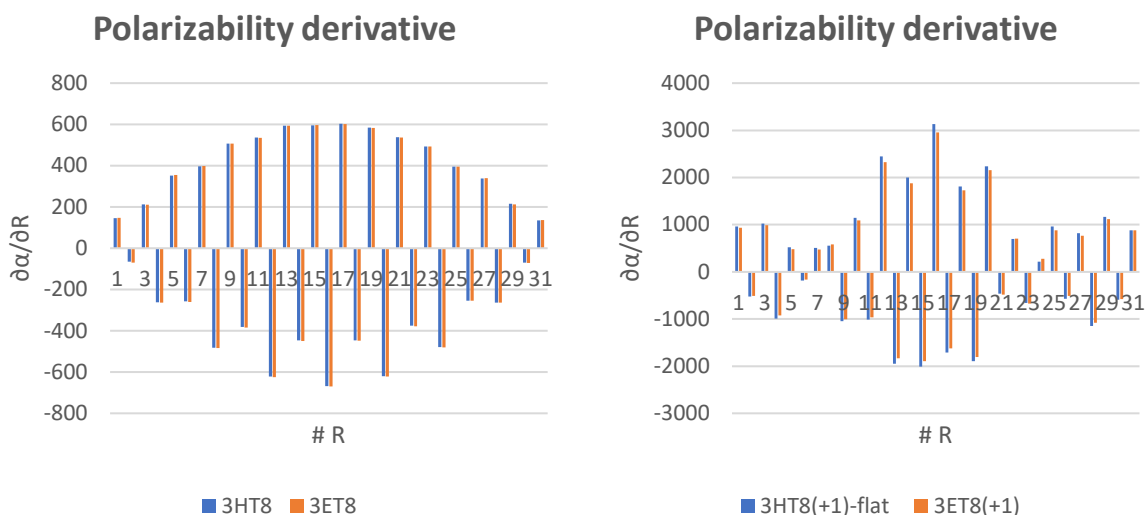 Polarizability derivative
800
600
400
200
0
-200
-400
-600
-800
∂α/∂R
1 3 5 7 9 11 13 15 17 19 21 23 25 27 29 31
# R
3HT8 3ET8
Polarizability derivative
4000
3000
2000
1000
0
-1000
-2000
-3000
∂α/∂R
1 3 5 7 9 11 13 15 17 19 21 23 25 27 29 31
# R
3HT8(+1)-flat 3ET8(+1)